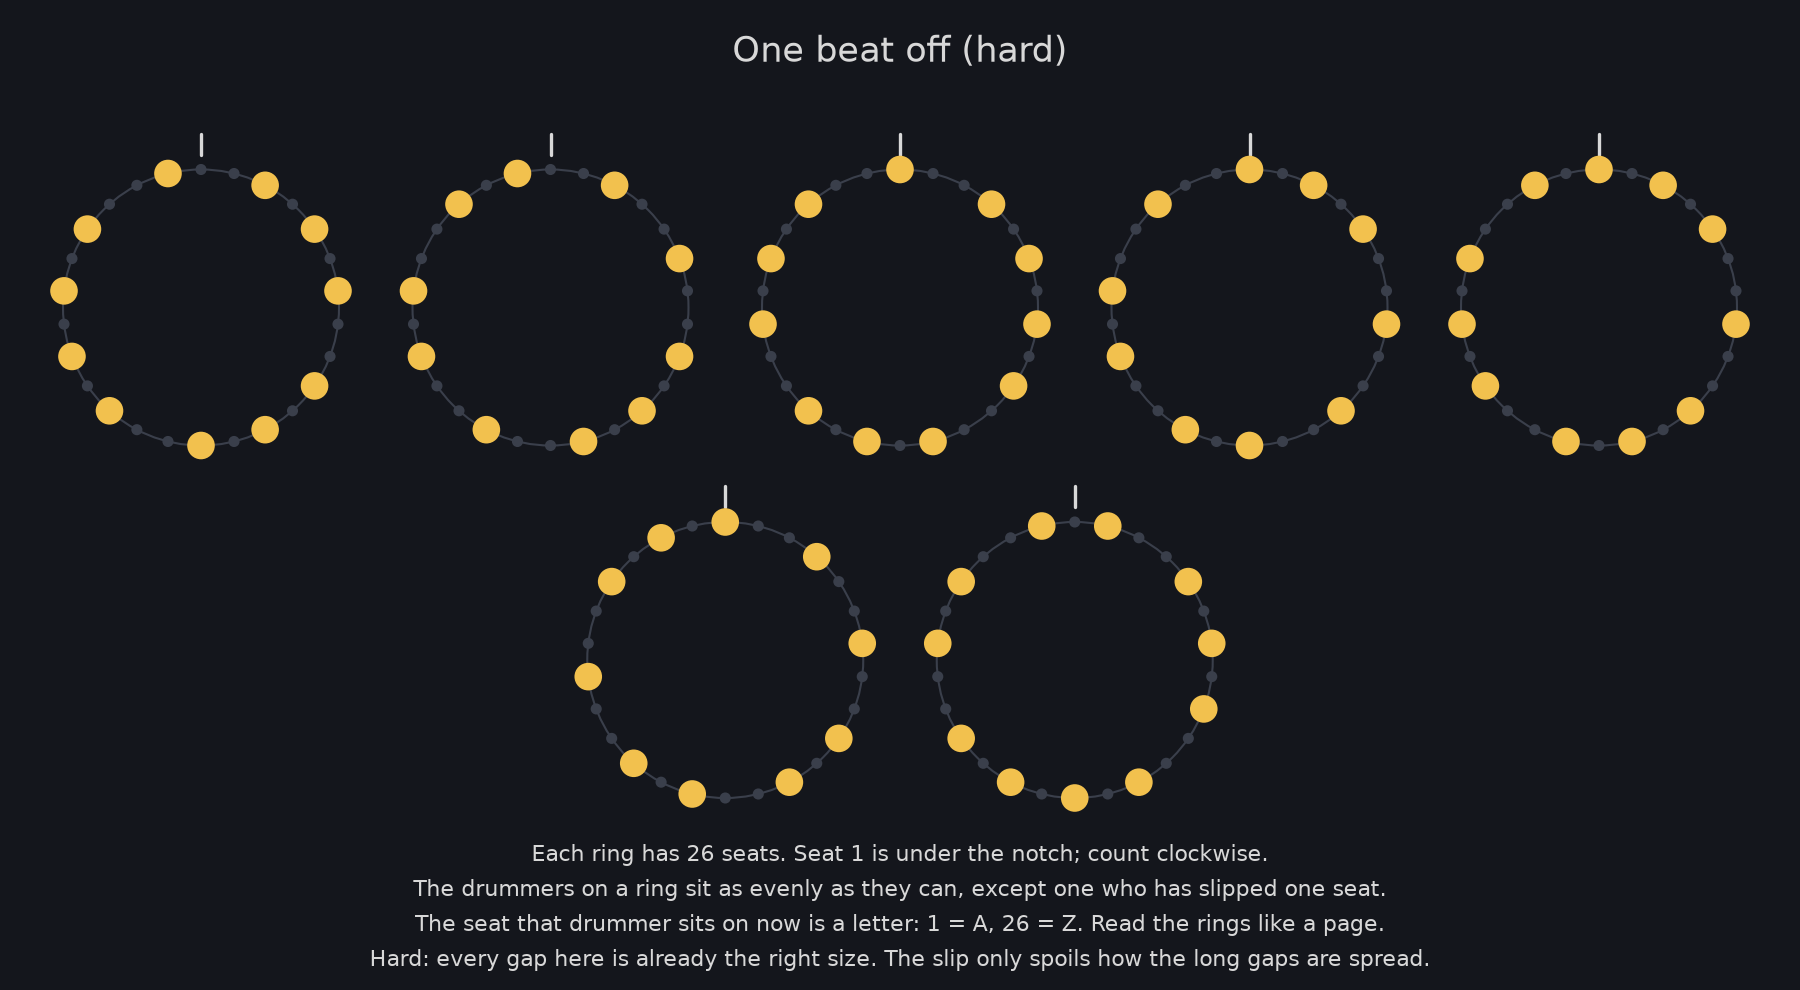 One beat off (hard)
Each ring has 26 seats. Seat 1 is under the notch; count clockwise.
The drummers on a ring sit as evenly as they can, except one who has slipped one seat.
The seat that drummer sits on now is a letter: 1 = A, 26 = Z. Read the rings like a page.
Hard: every gap here is already the right size. The slip only spoils how the long gaps are spread.